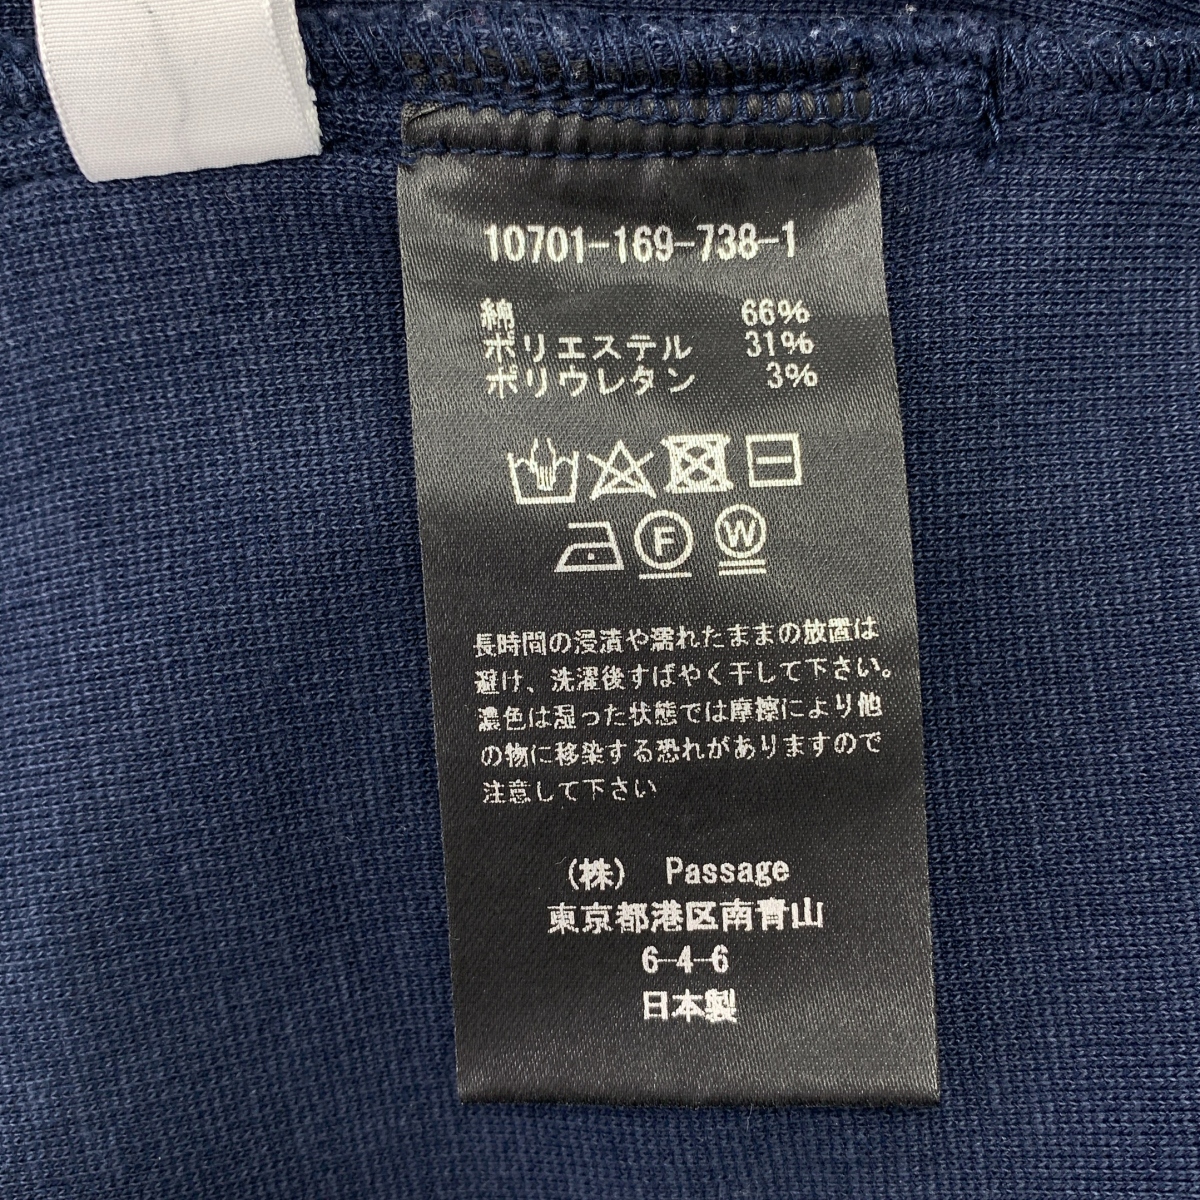 10701-169-738-1
綿 66%
ポリエステル 31%
ポリウレタン 3%
F W
長時間の浸漬や濡れたままの放置は
避け、洗濯後すばやく干して下さい。
濃色は湿った状態では摩擦により他
の物に移染する恐れがありますので
注意して下さい
(株) Passage
東京都港区南青山
6-4-6
日本製